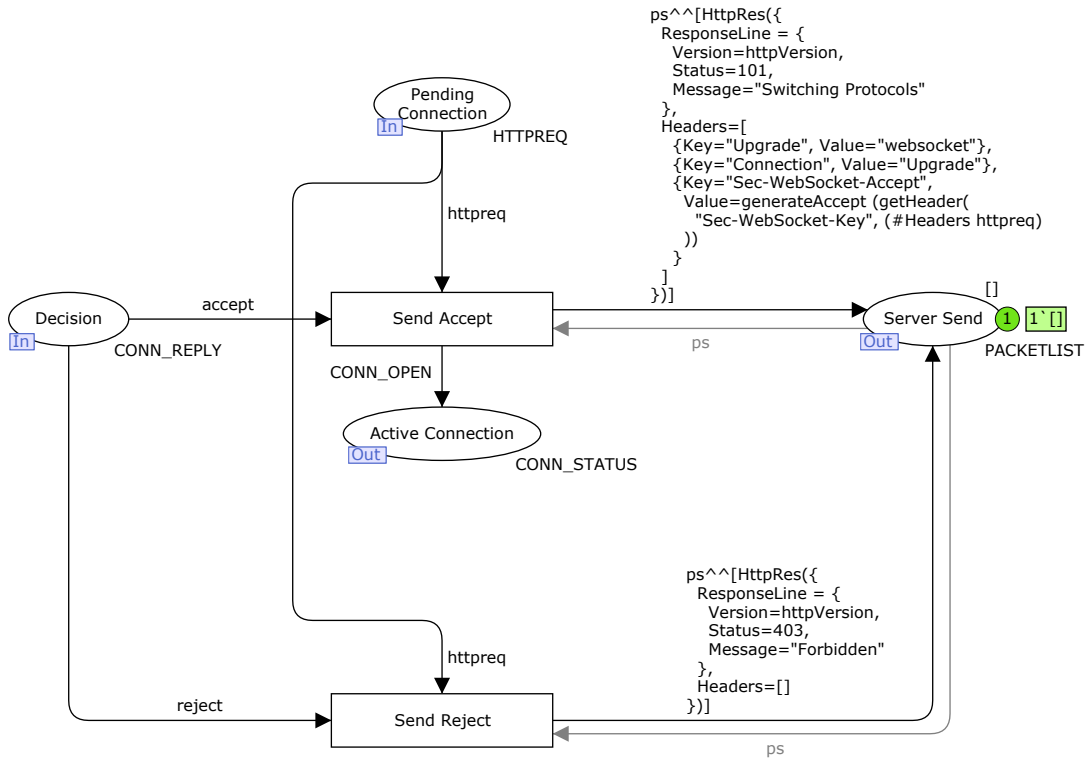 ps^^[HttpRes({
ResponseLine = {
Version=httpVersion,
Status=101,
Message="Switching Protocols"
},
Headers=[
{Key="Upgrade", Value="websocket"},
{Key="Connection", Value="Upgrade"},
{Key="Sec-WebSocket-Accept",
Value=generateAccept (getHeader(
"Sec-WebSocket-Key", (#Headers httpreq)
))
}
]
})]
Pending
Connection
In
HTTPREQ
httpreq
Decision
In
CONN_REPLY
accept
Send Accept
ps
[]
Server Send
1
1`[]
Out
PACKETLIST
CONN_OPEN
Active Connection
Out
CONN_STATUS
ps^^[HttpRes({
ResponseLine = {
Version=httpVersion,
Status=403,
Message="Forbidden"
},
Headers=[]
})]
httpreq
reject
Send Reject
ps